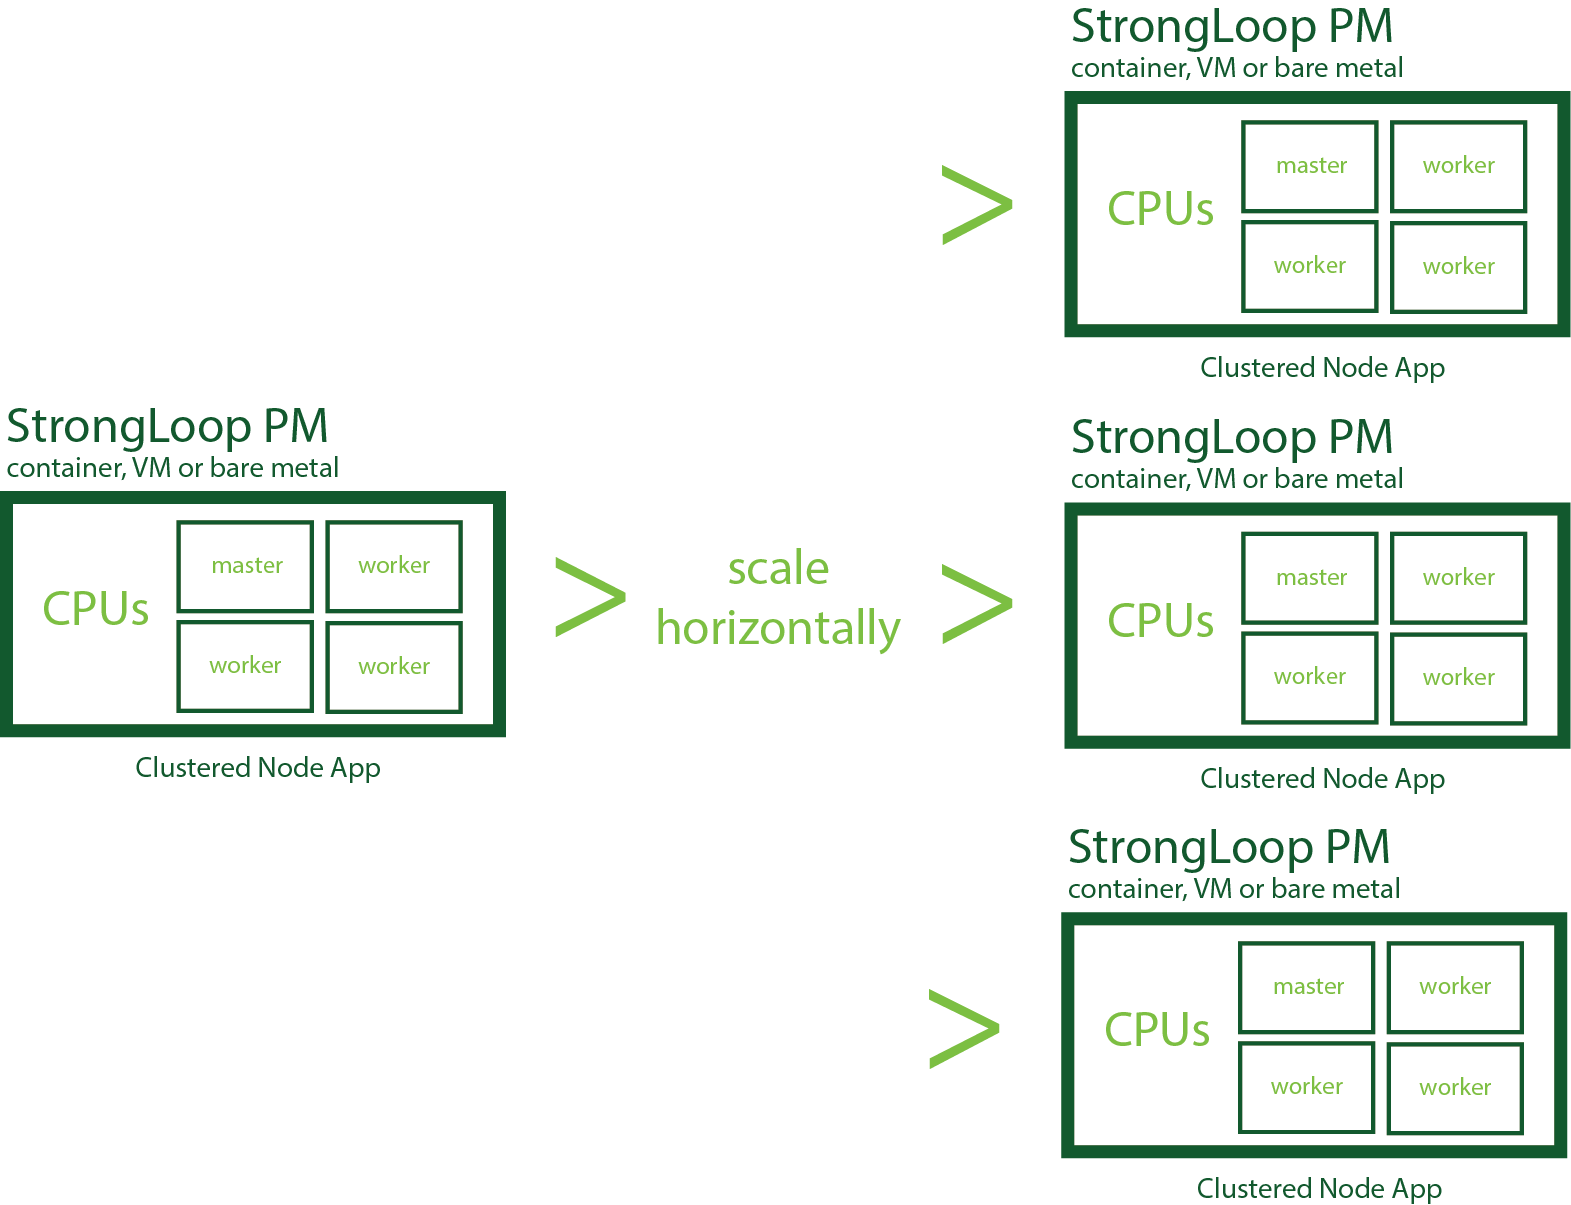 StrongLoop PM
container, VM or bare metal
CPUs
master
worker
worker
worker
Clustered Node App
>
scale
horizontally
>
StrongLoop PM
container, VM or bare metal
CPUs
master
worker
worker
worker
Clustered Node App
>
StrongLoop PM
container, VM or bare metal
CPUs
master
worker
worker
worker
Clustered Node App
>
StrongLoop PM
container, VM or bare metal
CPUs
master
worker
worker
worker
Clustered Node App